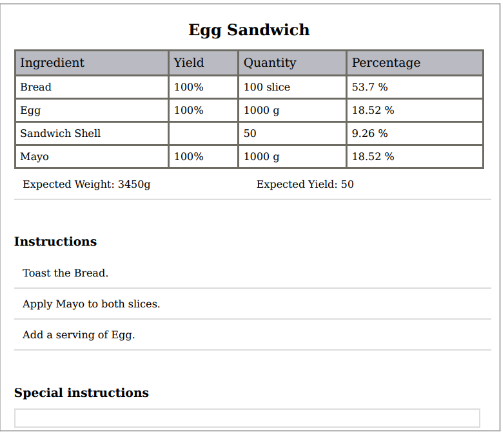 Egg Sandwich
Ingredient Yield Quantity Percentage
Bread 100% 100 slice 53.7 %
Egg 100% 1000 g 18.52 %
Sandwich Shell 50 9.26 %
Mayo 100% 1000 g 18.52 %
Expected Weight: 3450g Expected Yield: 50
Instructions
Toast the Bread.
Apply Mayo to both slices.
Add a serving of Egg.
Special instructions